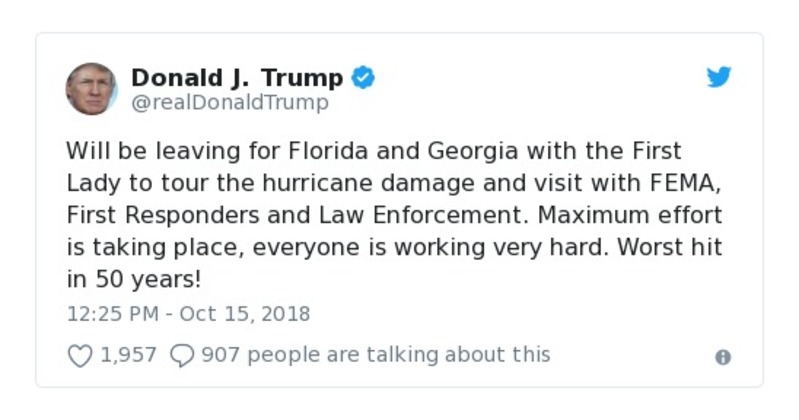 Donald J. Trump
@realDonaldTrump
Will be leaving for Florida and Georgia with the First
Lady to tour the hurricane damage and visit with FEMA,
First Responders and Law Enforcement. Maximum effort
is taking place, everyone is working very hard. Worst hit
in 50 years!
12:25 PM - Oct 15, 2018
1,957 907 people are talking about this